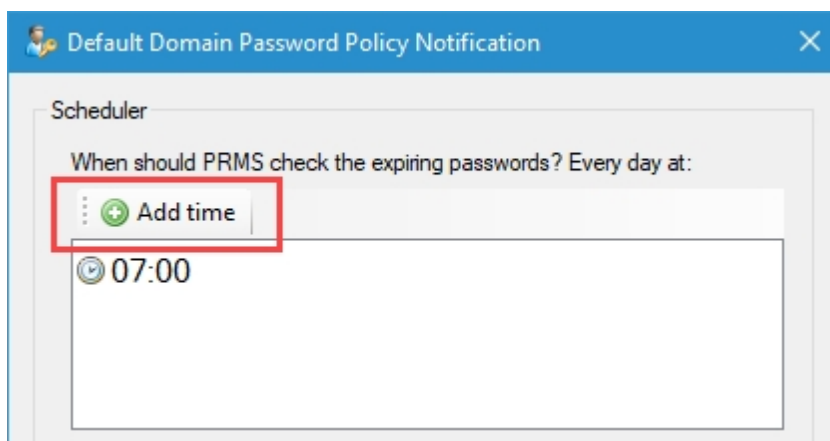 Default Domain Password Policy Notification
Scheduler
When should PRMS check the expiring passwords? Every day at:
Add time
07:00